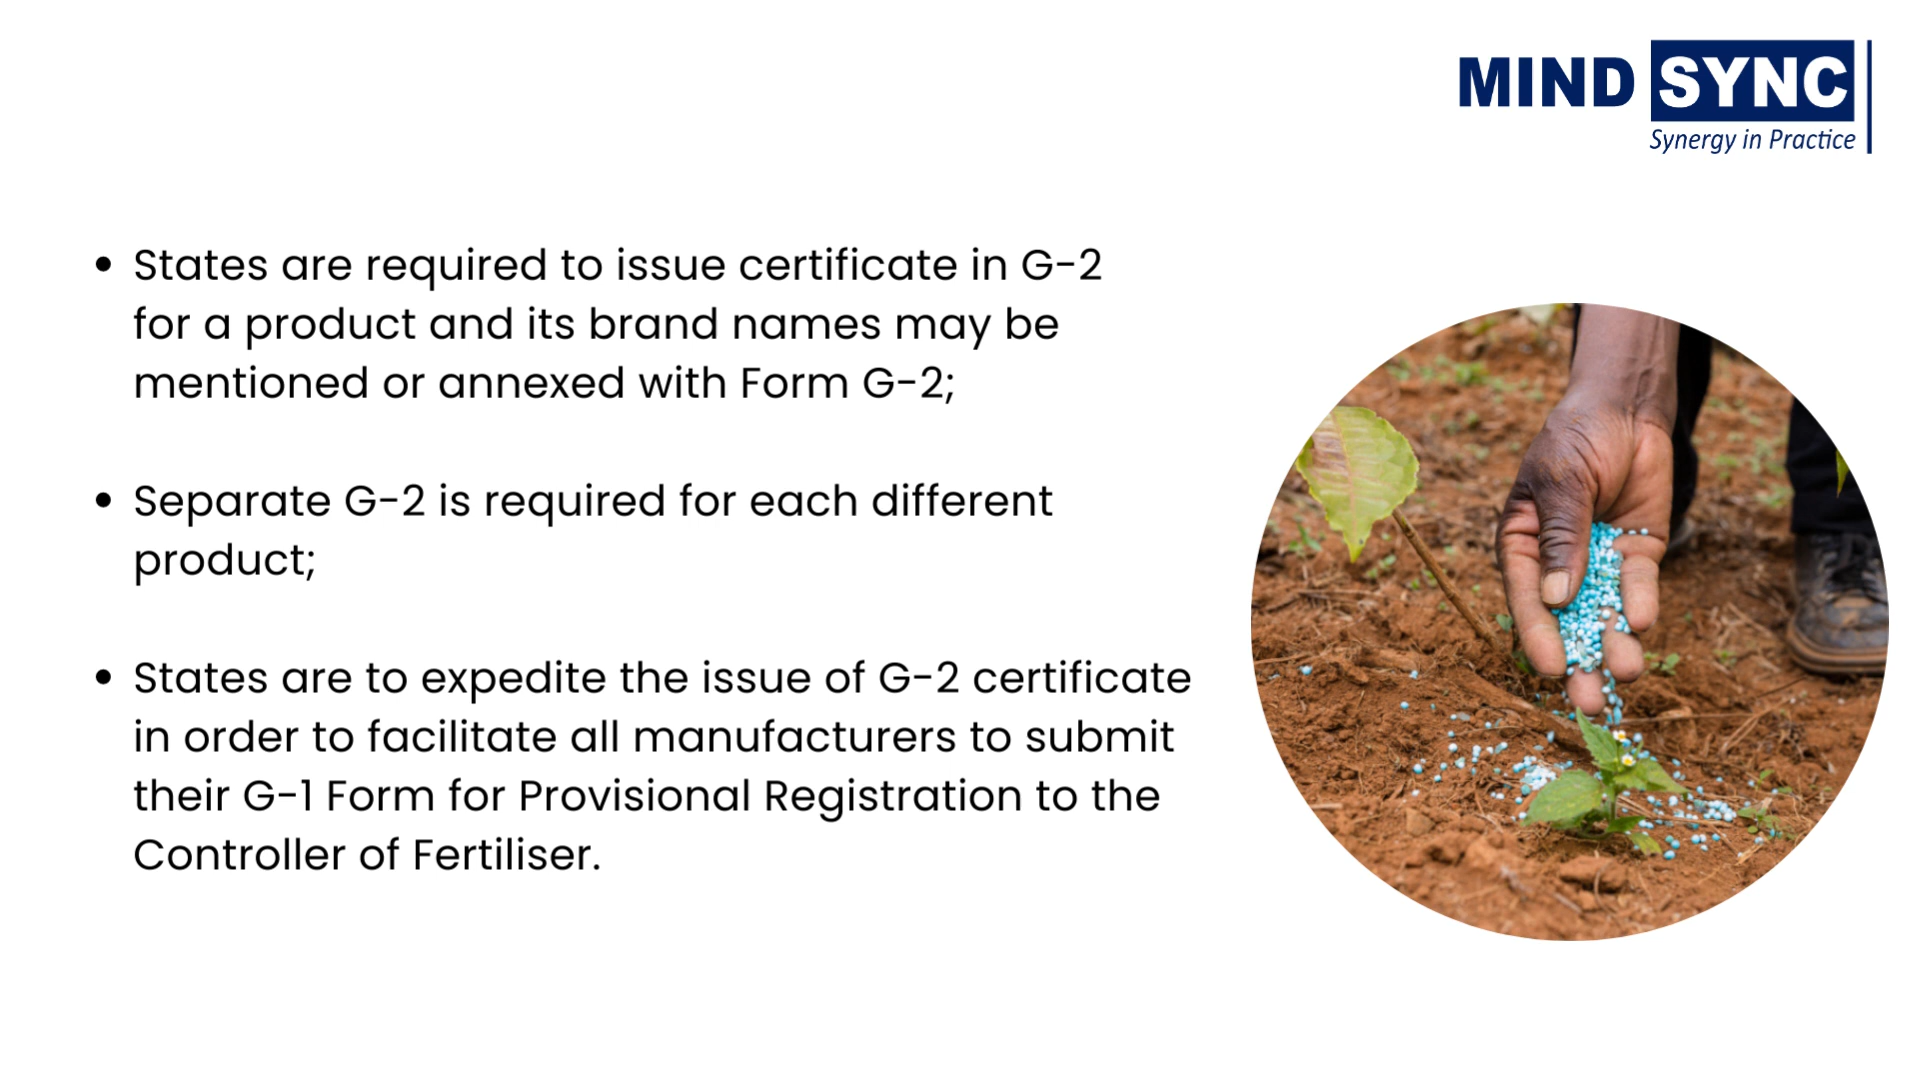 MIND SYNC
Synergy in Practice
• States are required to issue certificate in G-2
for a product and its brand names may be
mentioned or annexed with Form G-2;
• Separate G-2 is required for each different
product;
• States are to expedite the issue of G-2 certificate
in order to facilitate all manufacturers to submit
their G-1 Form for Provisional Registration to the
Controller of Fertiliser.